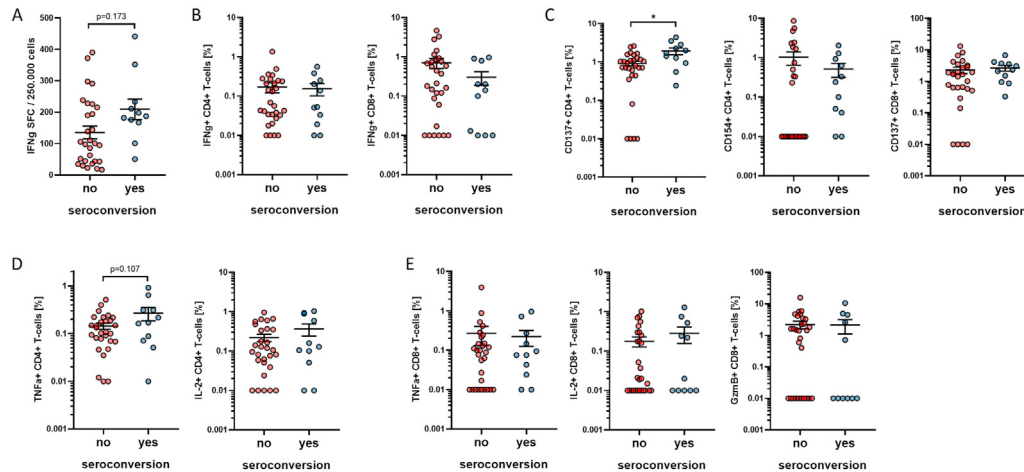 A
p=0.173
IFNg SFC / 250.000 cells
500
400
300
200
100
0
no yes
seroconversion
B
IFNg+ CD4+ T-cells [%]
10
1
0.1
0.01
0.001
no yes
seroconversion
IFNg+ CD8+ T-cells [%]
10
1
0.1
0.01
0.001
no yes
seroconversion
C
*
CD137+ CD4+ T-cells [%]
10
1
0.1
0.01
0.001
no yes
seroconversion
CD154+ CD4+ T-cells [%]
10
1
0.1
0.01
0.001
no yes
seroconversion
CD137+ CD8+ T-cells [%]
100
10
1
0.1
0.01
0.001
no yes
seroconversion
D
p=0.107
TNFa+ CD4+ T-cells [%]
1
0.1
0.01
0.001
no yes
seroconversion
IL-2+ CD4+ T-cells [%]
10
1
0.1
0.01
0.001
no yes
seroconversion
E
TNFa+ CD8+ T-cells [%]
10
1
0.1
0.01
0.001
no yes
seroconversion
IL-2+ CD8+ T-cells [%]
10
1
0.1
0.01
0.001
no yes
seroconversion
GzmB+ CD8+ T-cells [%]
100
10
1
0.1
0.01
0.001
no yes
seroconversion